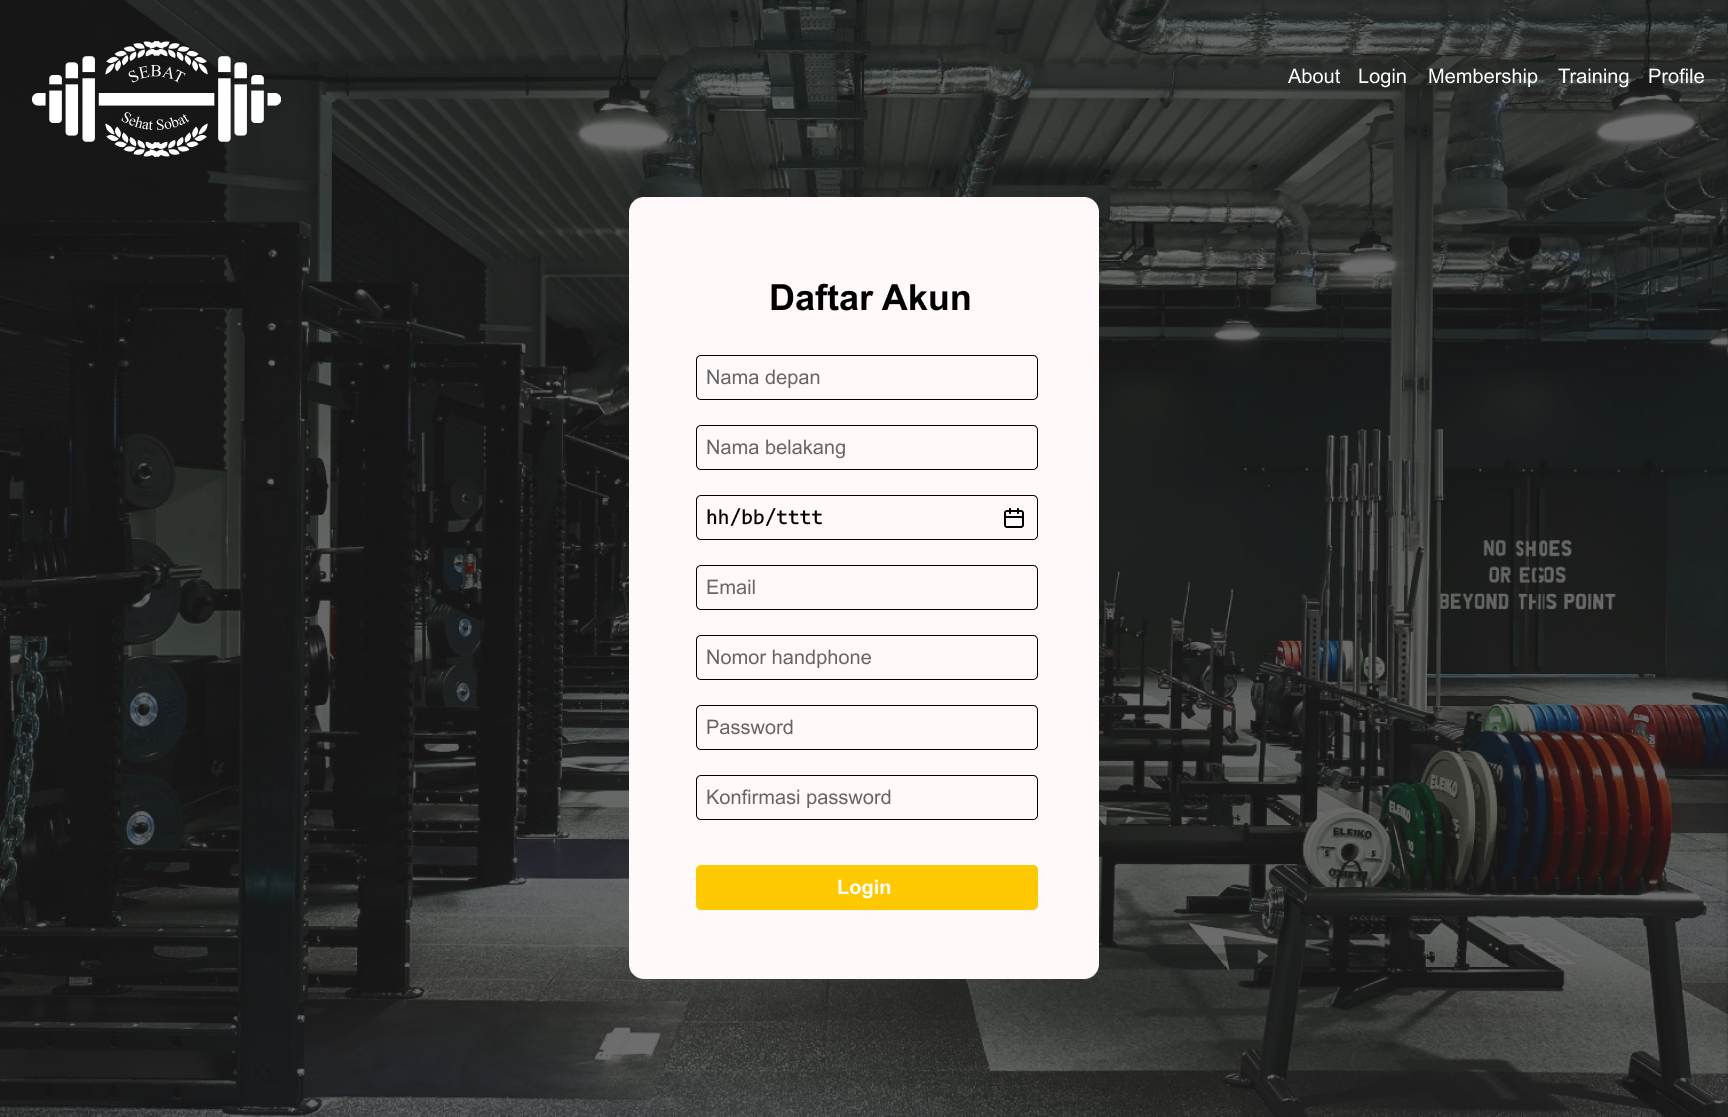 SEBAT
Sehat Sobat
About Login Membership Training Profile
Daftar Akun
Nama depan
Nama belakang
hh/bb/tttt
Email
Nomor handphone
Password
Konfirmasi password
Login
NO SHOES
OR EGOS
BEYOND THIS POINT
ELEIKO
ELEIKO
ELEIKO